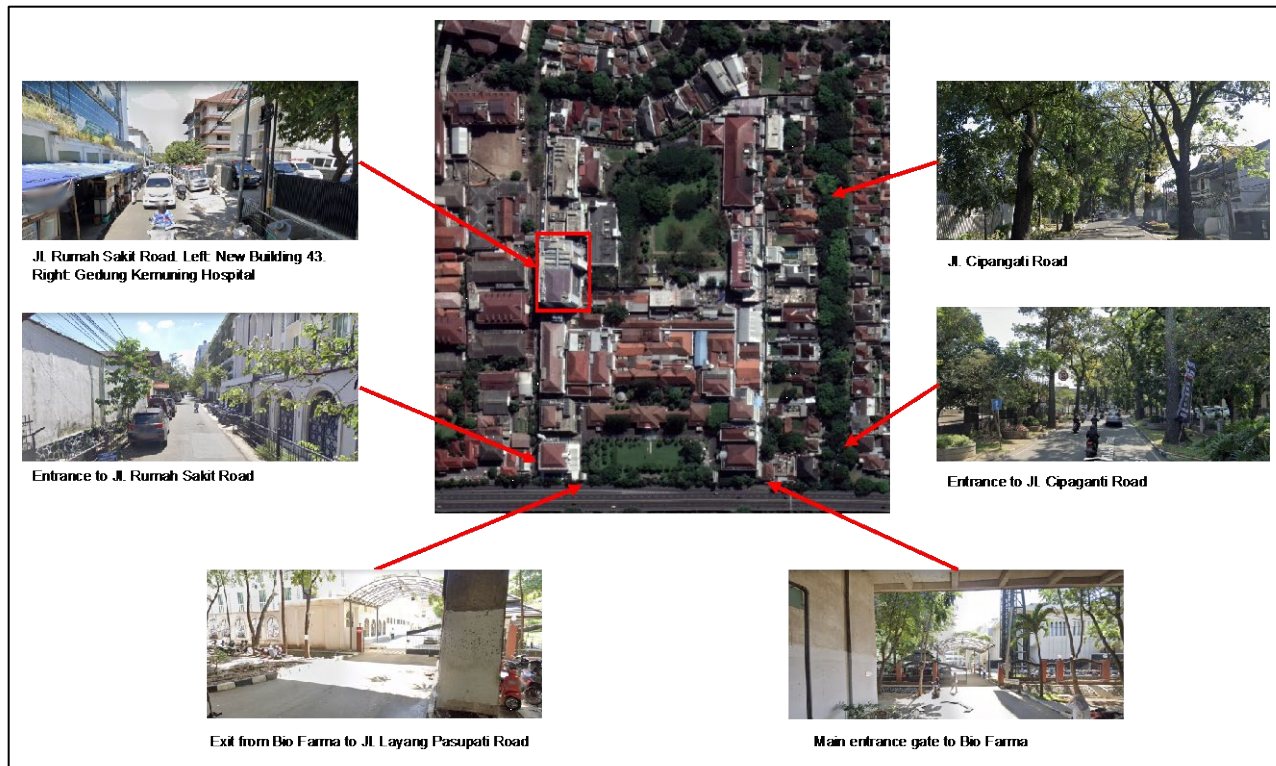 JL Rumah Sakit Road. Left: New Building 43.
Right: Gedung Kemuning Hospital
Jl. Cipangati Road
Entrance to Jl. Rumah Sakit Road
Entrance to JL Cipaganti Road
Exit from Bio Farma to JL Layang Pasupati Road
Main entrance gate to Bio Farma